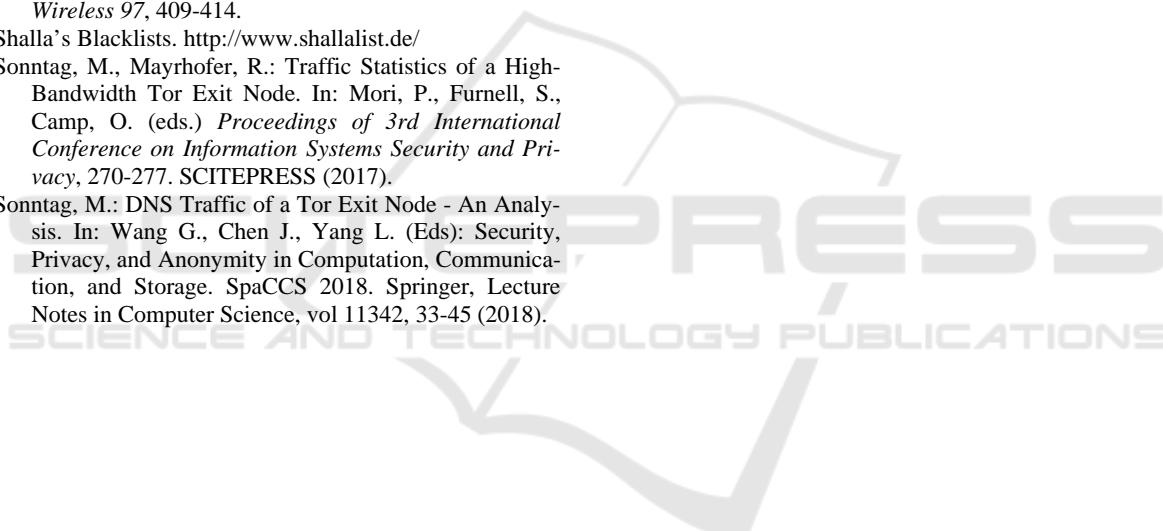 Wireless 97, 409-414.
Shalla's Blacklists. http://www.shallalist.de/
Sonntag, M., Mayrhofer, R.: Traffic Statistics of a High-
Bandwidth Tor Exit Node. In: Mori, P., Furnell, S.,
Camp, O. (eds.) Proceedings of 3rd International
Conference on Information Systems Security and Pri-
vacy, 270-277. SCITEPRESS (2017).
Sonntag, M.: DNS Traffic of a Tor Exit Node - An Analy-
sis. In: Wang G., Chen J., Yang L. (Eds): Security,
Privacy, and Anonymity in Computation, Communica-
tion, and Storage. SpaCCS 2018. Springer, Lecture
Notes in Computer Science, vol 11342, 33-45 (2018).
SCITEPRESS
SCIENCE AND TECHNOLOGY PUBLICATIONS